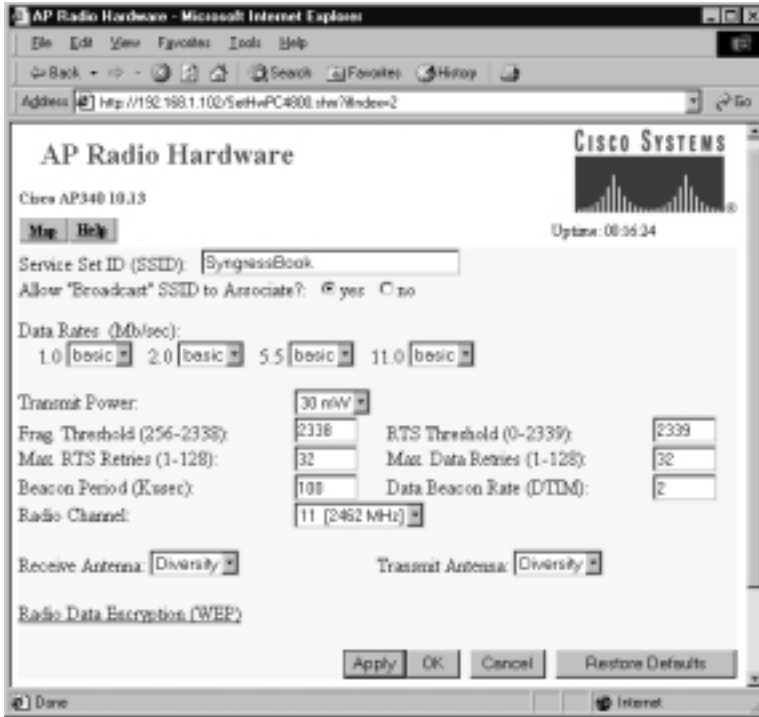 AP Radio Hardware - Microsoft Internet Explorer
File Edit View Favorites Tools Help
Back Search Favorites History
Address http://192.168.1.102/SetHwPC4800.shm?ifIndex=2 Go
AP Radio Hardware
CISCO SYSTEMS
Cisco AP340 10.13
Map Help
Uptime: 00:16:24
Service Set ID (SSID): SyngressBook
Allow "Broadcast" SSID to Associate?: yes no
Data Rates (Mb/sec):
1.0 basic 2.0 basic 5.5 basic 11.0 basic
Transmit Power: 30 mW
Frag. Threshold (256-2338): 2338 RTS Threshold (0-2339): 2339
Max. RTS Retries (1-128): 32 Max. Data Retries (1-128): 32
Beacon Period (Kusec): 100 Data Beacon Rate (DTIM): 2
Radio Channel: 11 [2462 MHz]
Receive Antenna: Diversity Transmit Antenna: Diversity
Radio Data Encryption (WEP)
Apply OK Cancel Restore Defaults
Done Internet